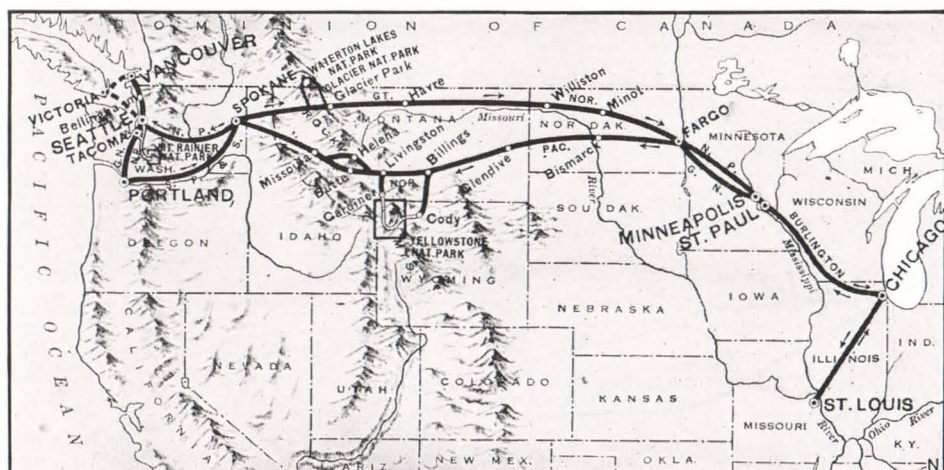 DOMINION OF CANADA
VANCOUVER
VICTORIA
Bellingham
SEATTLE
TACOMA
G. N.
N. P.
MT. RAINIER
NAT. PARK
WASH.
S. P. & S.
PORTLAND
PACIFIC OCEAN
OREGON
CALIFORNIA
NEVADA
SPOKANE
WATERTON LAKES
NAT. PARK
GLACIER NAT. PARK
Glacier Park
GT.
Havre
Williston
NOR.
Minot
MONTANA
Missouri
NOR. DAK.
Missoula
Helena
Butte
Livingston
Gardiner
NOR.
Billings
Glendive
PAC.
Bismarck
River
FARGO
MINNESOTA
N. P.
G. N.
Cody
YELLOWSTONE
NAT. PARK
IDAHO
WYOMING
SOU. DAK.
MINNEAPOLIS
ST. PAUL
WISCONSIN
MICH.
BURLINGTON
Mississippi
CHICAGO
NEBRASKA
IOWA
ILLINOIS
IND.
UTAH
COLORADO
KANSAS
MISSOURI
ST. LOUIS
River
Ohio River
KY.
ARIZ.
NEW MEX.
OKLA.